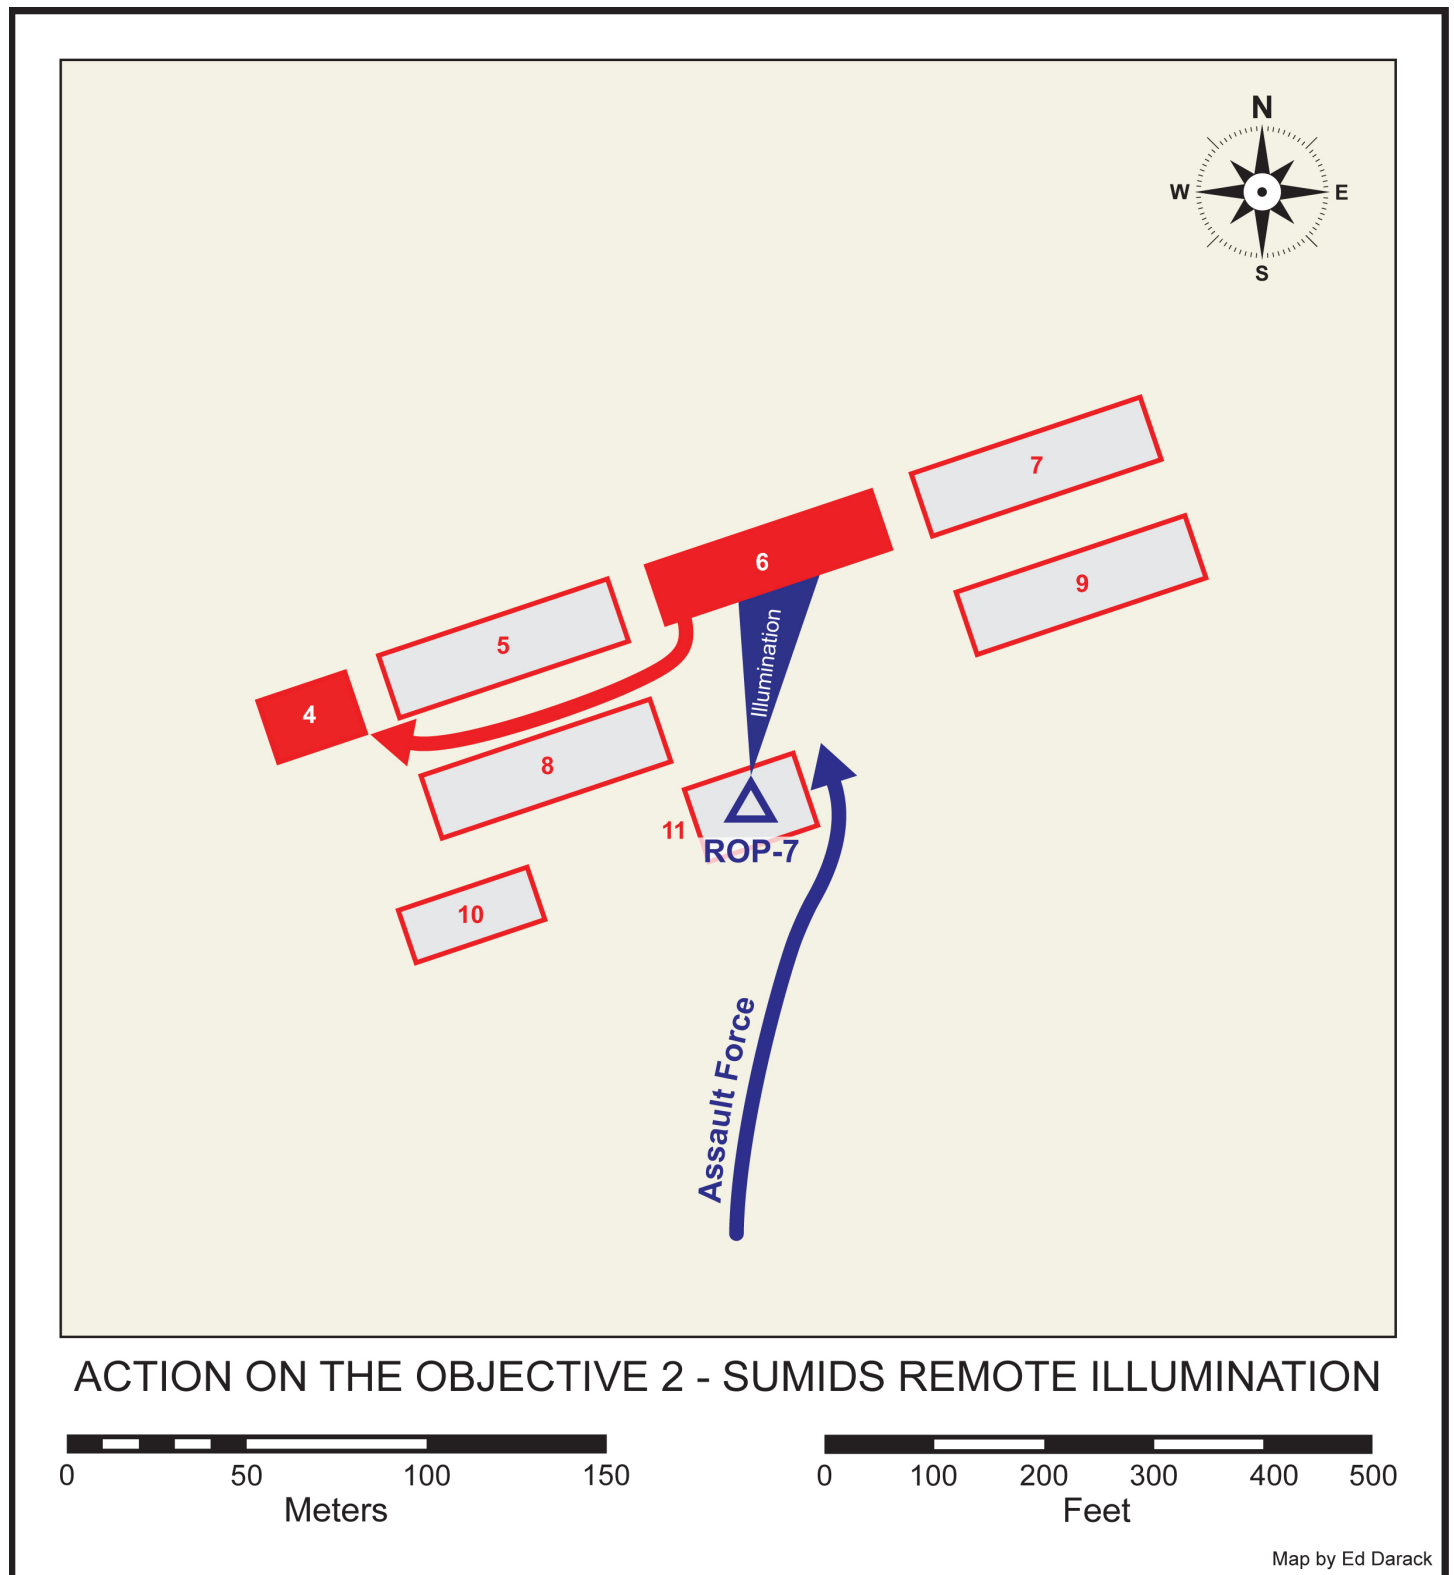 N
W
E
S
7
6
9
5
4
8
Illumination
11
ROP-7
10
Assault Force
ACTION ON THE OBJECTIVE 2 - SUMIDS REMOTE ILLUMINATION
0 50 100 150
Meters
0 100 200 300 400 500
Feet
Map by Ed Darack